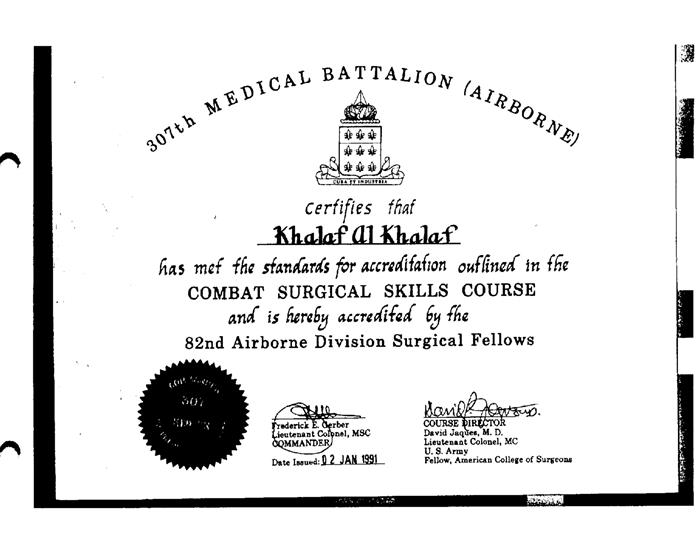 307th MEDICAL BATTALION (AIRBORNE)
CURA ET INDUSTRIA
certifies that
Khalaf Al Khalaf
has met the standards for accreditation outlined in the
COMBAT SURGICAL SKILLS COURSE
and is hereby accredited by the
82nd Airborne Division Surgical Fellows
307
Frederick E. Gerber
Lieutenant Colonel, MSC
COMMANDER
Date Issued: 02 JAN 1991
COURSE DIRECTOR
David Jaques, M. D.
Lieutenant Colonel, MC
U. S. Army
Fellow, American College of Surgeons